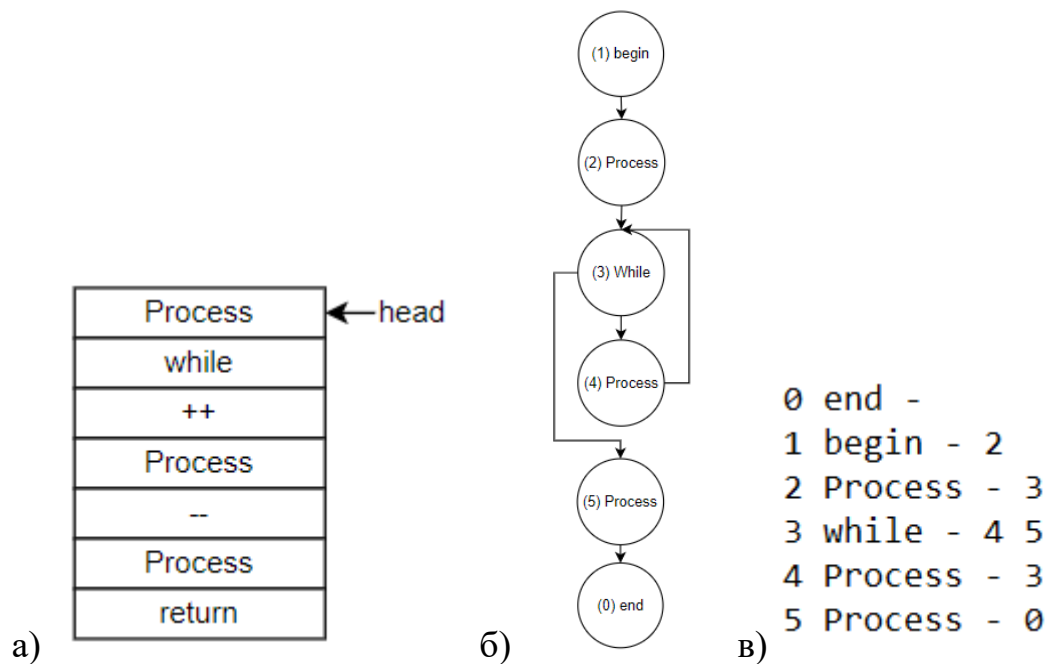 Process
head
while
++
Process
--
Process
return
а)
(1) begin
(2) Process
(3) While
(4) Process
(5) Process
(0) end
б)
0 end -
1 begin - 2
2 Process - 3
3 while - 4 5
4 Process - 3
5 Process - 0
в)